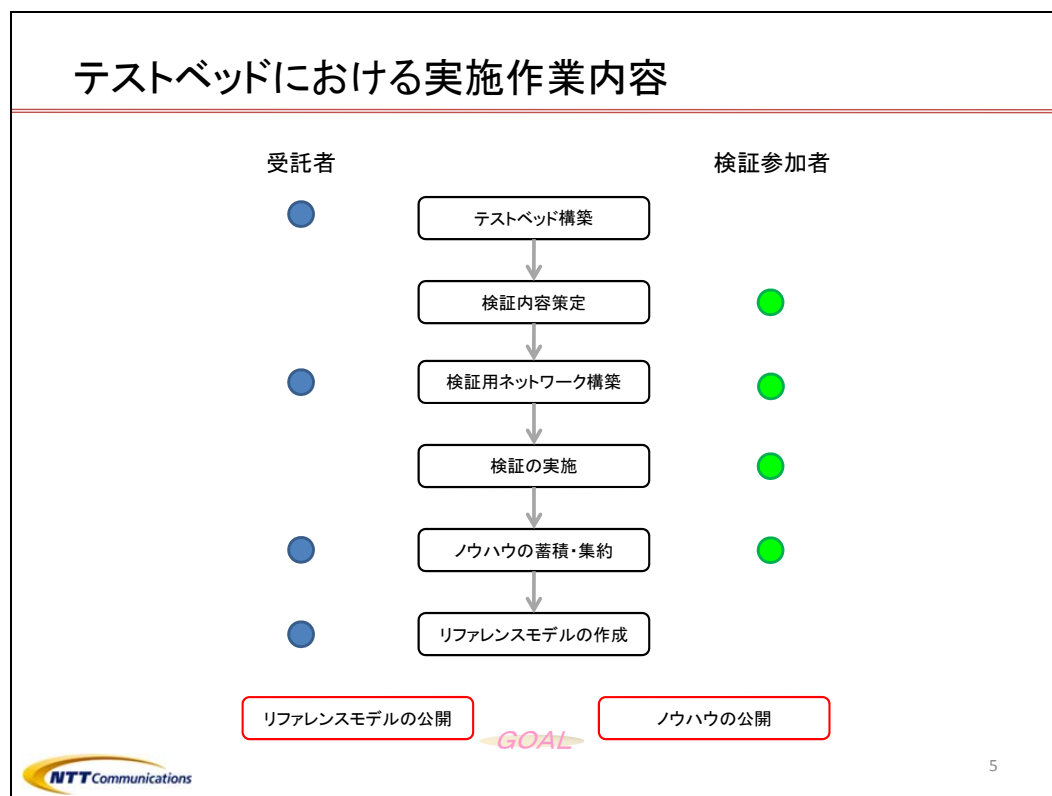 テストベッドにおける実施作業内容
受託者
検証参加者
テストベッド構築
検証内容策定
検証用ネットワーク構築
検証の実施
ノウハウの蓄積・集約
リファレンスモデルの作成
リファレンスモデルの公開
ノウハウの公開
GOAL
NTT Communications
5